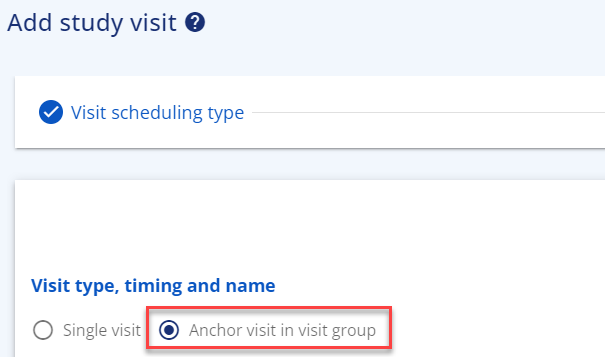 Add study visit ?
Visit scheduling type
Visit type, timing and name
Single visit Anchor visit in visit group